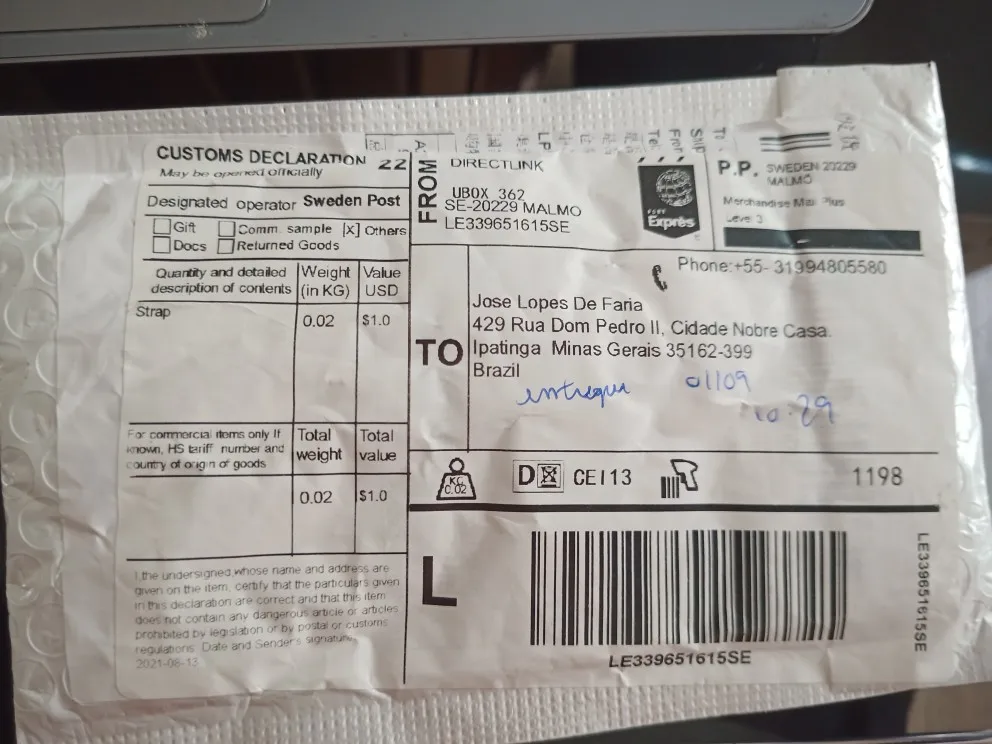 CUSTOMS DECLARATION 22
May be opened officially
Designated operator Sweden Post
Gift Comm. sample [X] Others
Docs Returned Goods
Quantity and detailed description of contents
Weight (in KG)
Value USD
Strap
0.02
$1.0
For commercial items only If known, HS tariff number and country of origin of goods
Total weight
Total value
0.02
$1.0
I the undersigned,whose name and address are
given on the item, certify that the particulars given
in this declaration are correct and that this item
does not contain any dangerous article or articles
prohibited by legislation or by postal or customs
regulations. Date and Sender's signature
2021-08-13
FROM
DIRECTLINK
UBOX 362
SE-20229 MALMO
LE339651615SE
Exprès
P.P. SWEDEN 20229
MALMO
Merchandise Mail Plus
Level 3
Phone:+55- 31994805580
TO
Jose Lopes De Faria
429 Rua Dom Pedro II, Cidade Nobre Casa.
Ipatinga Minas Gerais 35162-399
Brazil
entregue 01109
10:29
KG
0.02
D CE113
1198
L
LE339651615SE
LE339651615SE